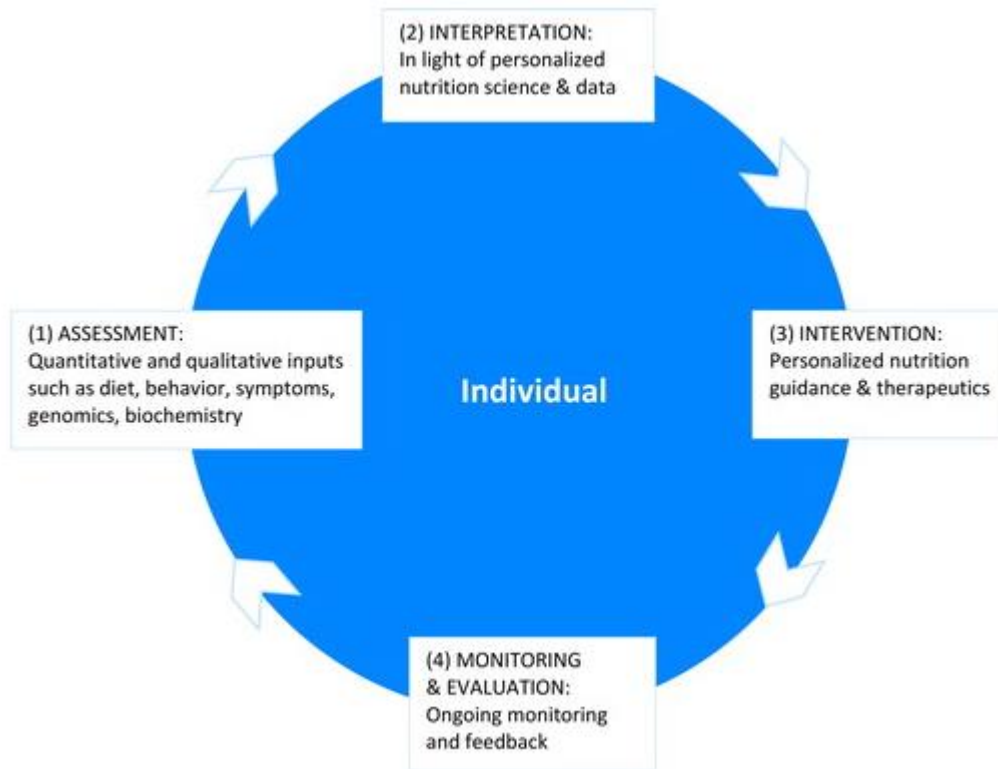 (2) INTERPRETATION:
In light of personalized
nutrition science & data
(1) ASSESSMENT:
Quantitative and qualitative inputs
such as diet, behavior, symptoms,
genomics, biochemistry
Individual
(3) INTERVENTION:
Personalized nutrition
guidance & therapeutics
(4) MONITORING
& EVALUATION:
Ongoing monitoring
and feedback